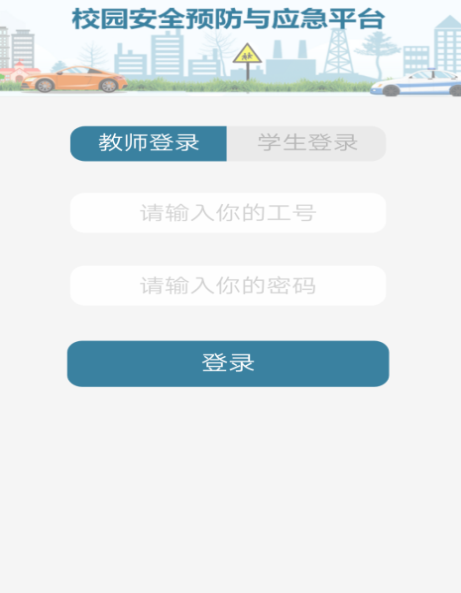 校园安全预防与应急平台
教师登录 学生登录
请输入你的工号
请输入你的密码
登录